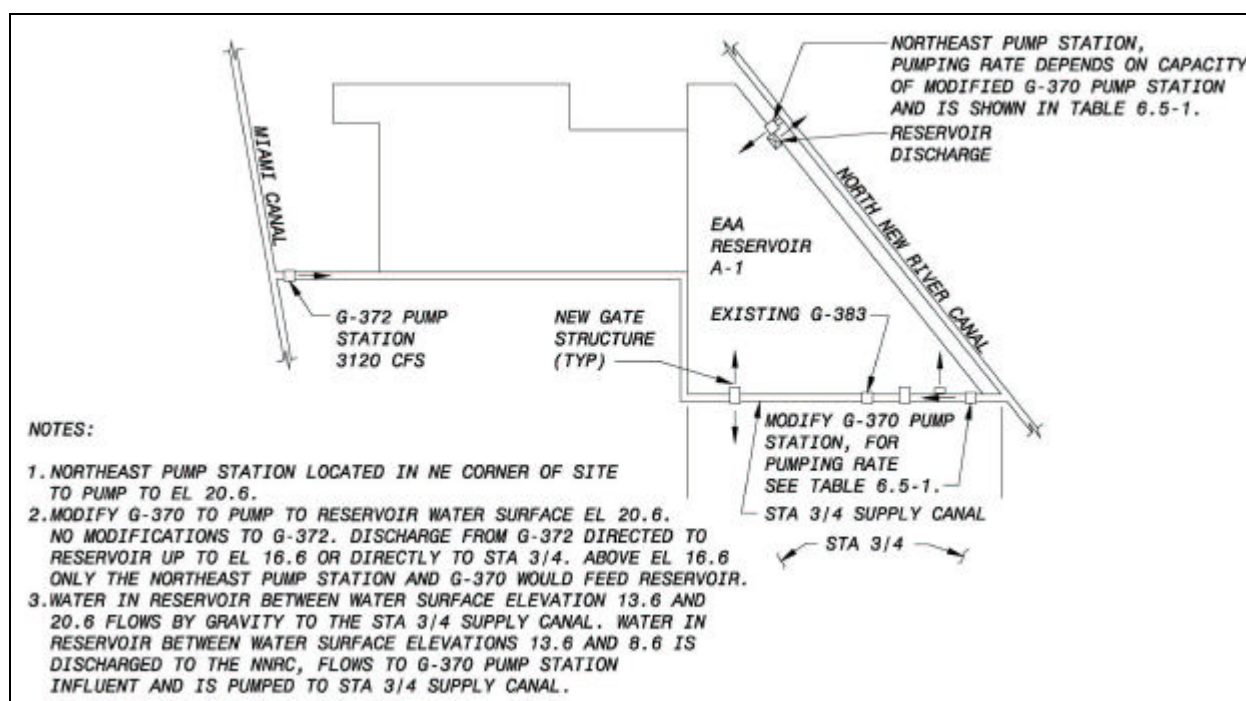 NORTHEAST PUMP STATION,
PUMPING RATE DEPENDS ON CAPACITY
OF MODIFIED G-370 PUMP STATION
AND IS SHOWN IN TABLE 6.5-1.
RESERVOIR
DISCHARGE
MIAMI CANAL
NORTH NEW RIVER CANAL
EAA
RESERVOIR
A-1
G-372 PUMP
STATION
3120 CFS
NEW GATE
STRUCTURE
(TYP)
EXISTING G-383
MODIFY G-370 PUMP
STATION, FOR
PUMPING RATE
SEE TABLE 6.5-1.
STA 3/4 SUPPLY CANAL
STA 3/4
NOTES:
1. NORTHEAST PUMP STATION LOCATED IN NE CORNER OF SITE
TO PUMP TO EL 20.6.
2. MODIFY G-370 TO PUMP TO RESERVOIR WATER SURFACE EL 20.6.
NO MODIFICATIONS TO G-372. DISCHARGE FROM G-372 DIRECTED TO
RESERVOIR UP TO EL 16.6 OR DIRECTLY TO STA 3/4. ABOVE EL 16.6
ONLY THE NORTHEAST PUMP STATION AND G-370 WOULD FEED RESERVOIR.
3. WATER IN RESERVOIR BETWEEN WATER SURFACE ELEVATION 13.6 AND
20.6 FLOWS BY GRAVITY TO THE STA 3/4 SUPPLY CANAL. WATER IN
RESERVOIR BETWEEN WATER SURFACE ELEVATIONS 13.6 AND 8.6 IS
DISCHARGED TO THE NNRC, FLOWS TO G-370 PUMP STATION
INFLUENT AND IS PUMPED TO STA 3/4 SUPPLY CANAL.